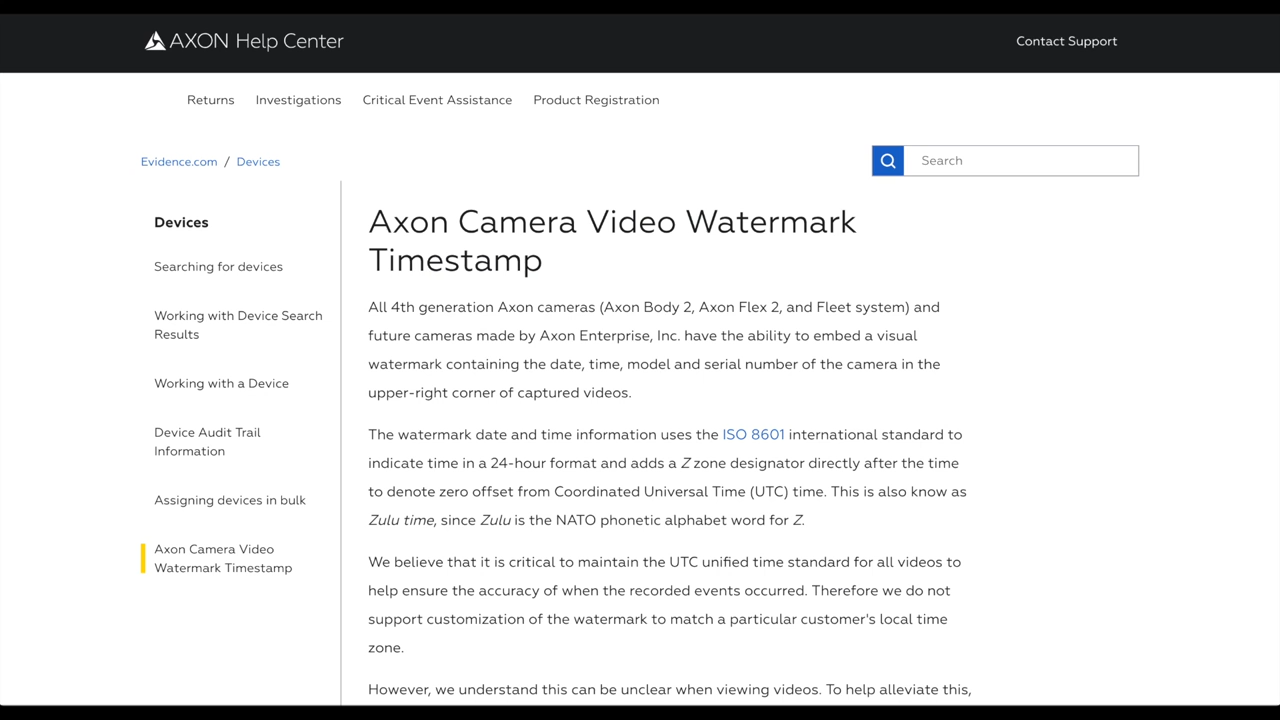 AXON Help Center
Contact Support
Returns
Investigations
Critical Event Assistance
Product Registration
Evidence.com / Devices
Search
Devices
Searching for devices
Working with Device Search
Results
Working with a Device
Device Audit Trail
Information
Assigning devices in bulk
Axon Camera Video
Watermark Timestamp
Axon Camera Video Watermark
Timestamp
All 4th generation Axon cameras (Axon Body 2, Axon Flex 2, and Fleet system) and
future cameras made by Axon Enterprise, Inc. have the ability to embed a visual
watermark containing the date, time, model and serial number of the camera in the
upper-right corner of captured videos.
The watermark date and time information uses the ISO 8601 international standard to
indicate time in a 24-hour format and adds a Z zone designator directly after the time
to denote zero offset from Coordinated Universal Time (UTC) time. This is also know as
Zulu time, since Zulu is the NATO phonetic alphabet word for Z.
We believe that it is critical to maintain the UTC unified time standard for all videos to
help ensure the accuracy of when the recorded events occurred. Therefore we do not
support customization of the watermark to match a particular customer's local time
zone.
However, we understand this can be unclear when viewing videos. To help alleviate this,